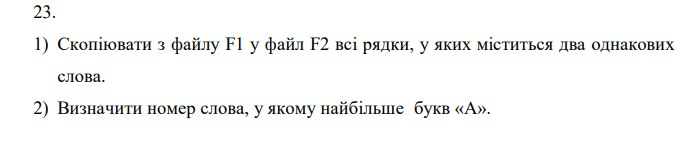 23.
1) Скопіювати з файлу F1 у файл F2 всі рядки, у яких міститься два однакових
слова.
2) Визначити номер слова, у якому найбільше букв «А».